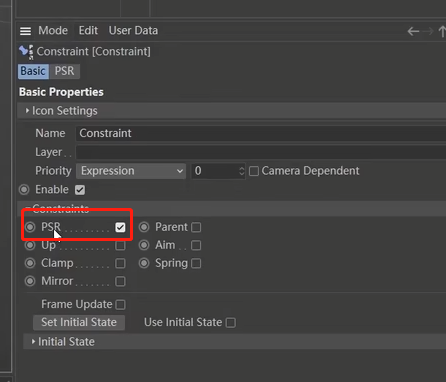 Mode Edit User Data
Constraint [Constraint]
Basic PSR
Basic Properties
Icon Settings
Name Constraint
Layer . .
Priority Expression 0 Camera Dependent
Enable
Constraints
PSR . . . . . . . . . Parent
Up . . . . . . . . . . Aim . .
Clamp . . . . . . . Spring .
Mirror . . . . . . .
Frame Update
Set Initial State Use Initial State
Initial State